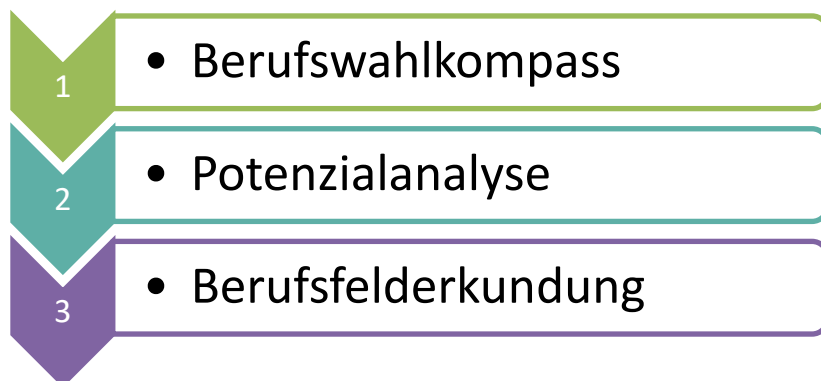 1 • Berufswahlkompass
2 • Potenzialanalyse
3 • Berufsfelderkundung